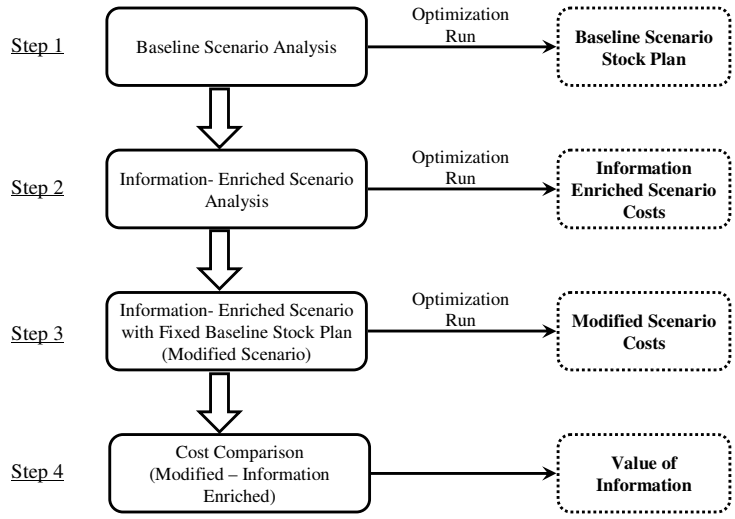 Step 1
Baseline Scenario Analysis
Optimization
Run
Baseline Scenario
Stock Plan
Step 2
Information- Enriched Scenario
Analysis
Optimization
Run
Information
Enriched Scenario
Costs
Step 3
Information- Enriched Scenario
with Fixed Baseline Stock Plan
(Modified Scenario)
Optimization
Run
Modified Scenario
Costs
Step 4
Cost Comparison
(Modified – Information
Enriched)
Value of
Information